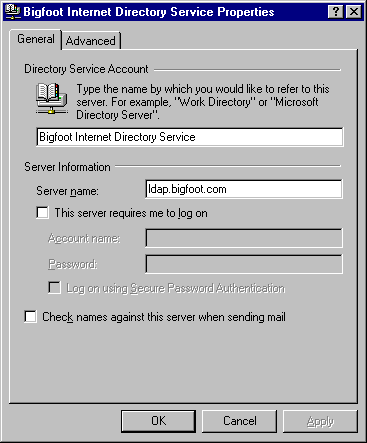 Bigfoot Internet Directory Service Properties
General
Advanced
Directory Service Account
Type the name by which you would like to refer to this
server. For example, "Work Directory" or "Microsoft
Directory Server".
Bigfoot Internet Directory Service
Server Information
Server name:
ldap.bigfoot.com
This server requires me to log on
Account name:
Password:
Log on using Secure Password Authentication
Check names against this server when sending mail
OK
Cancel
Apply